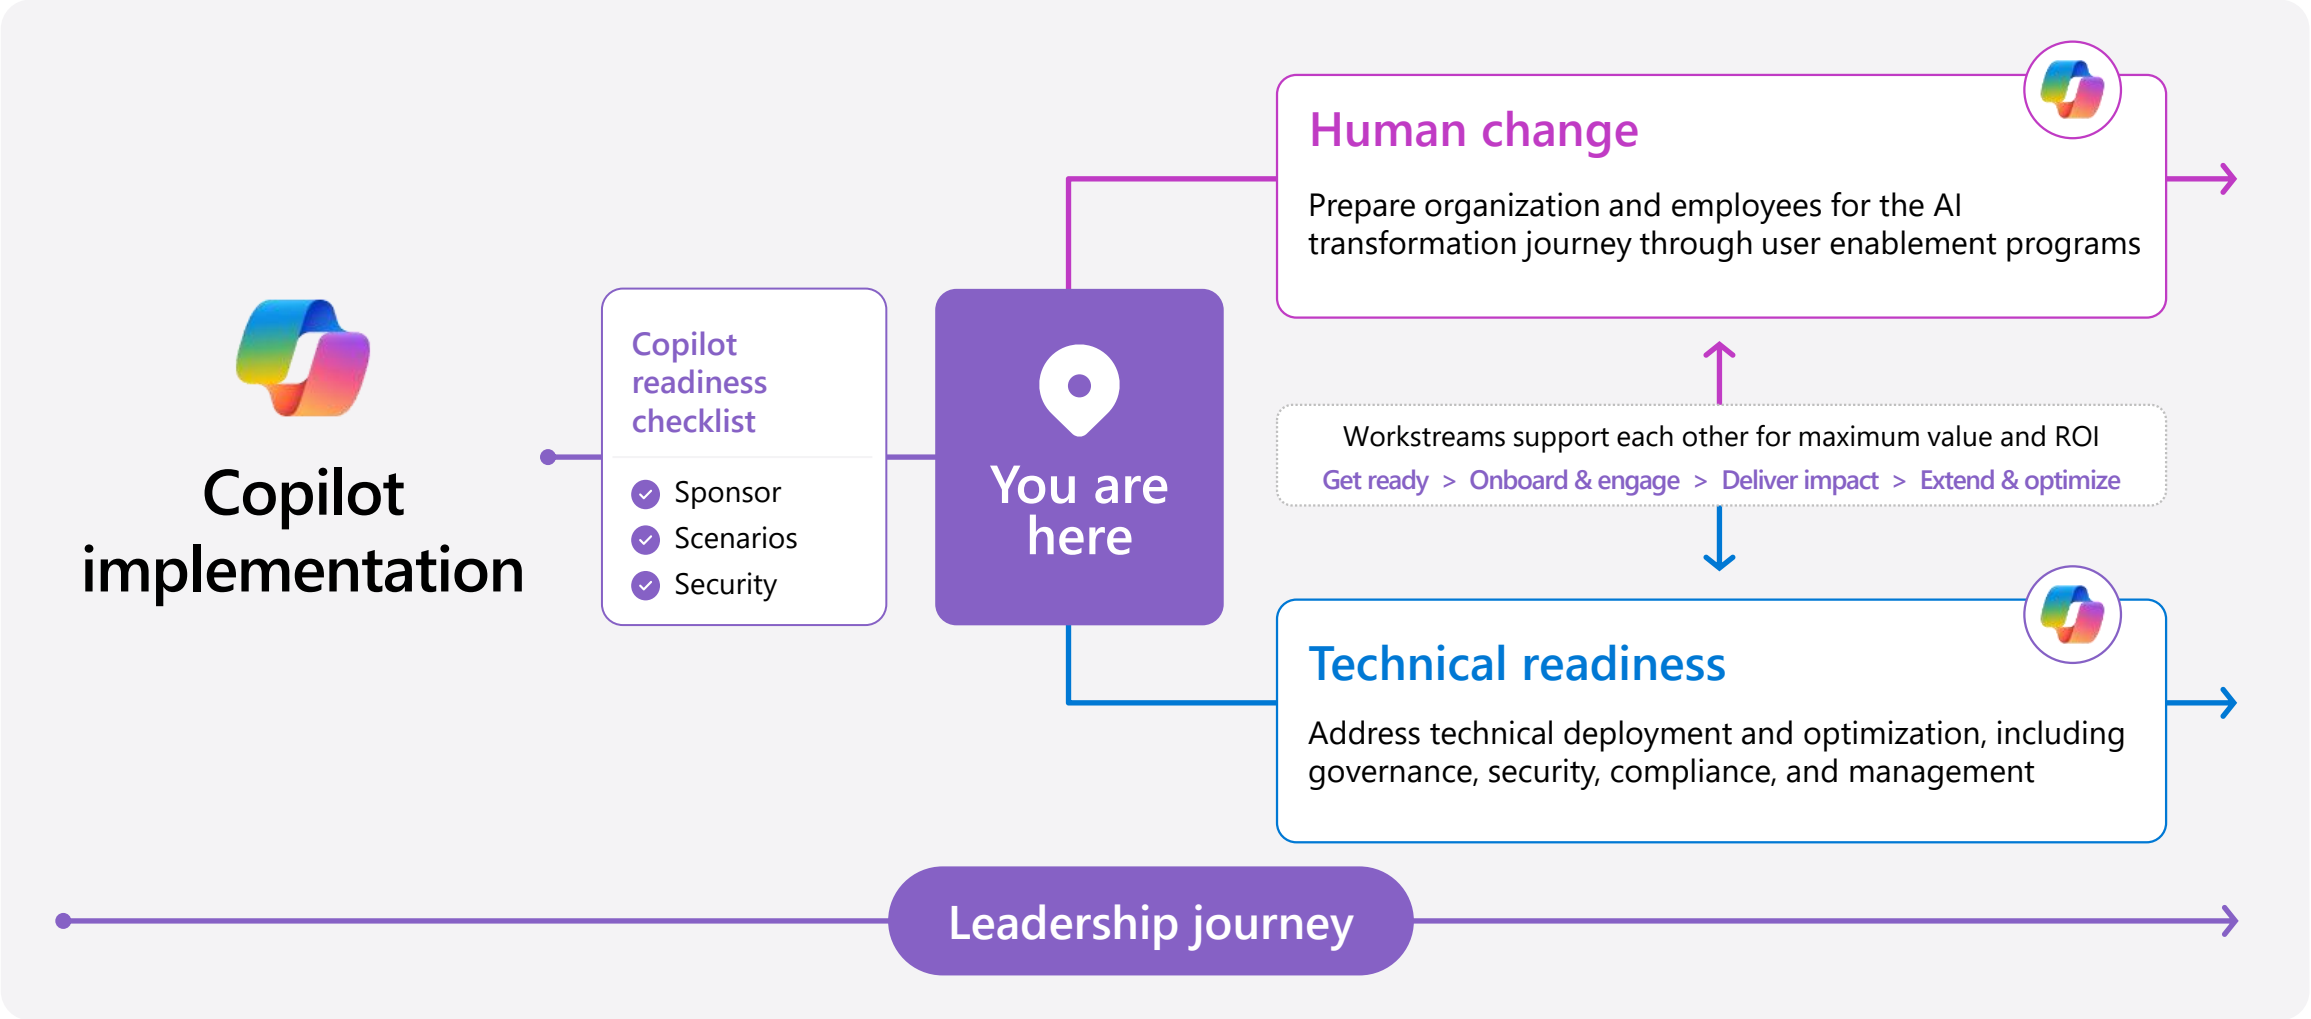 Copilot
implementation
Copilot
readiness
checklist
Sponsor
Scenarios
Security
You are
here
Human change
Prepare organization and employees for the AI
transformation journey through user enablement programs
Workstreams support each other for maximum value and ROI
Get ready > Onboard & engage > Deliver impact > Extend & optimize
Technical readiness
Address technical deployment and optimization, including
governance, security, compliance, and management
Leadership journey